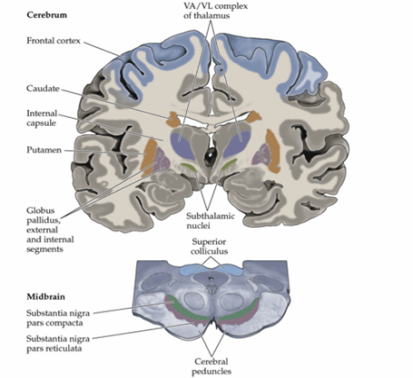 VA/VL complex
of thalamus
Cerebrum
Frontal cortex
Caudate
Internal
capsule
Putamen
Globus
pallidus,
external
and internal
segments
Subthalamic
nuclei
Superior
colliculus
Midbrain
Substantia nigra
pars compacta
Substantia nigra
pars reticulata
Cerebral
peduncles